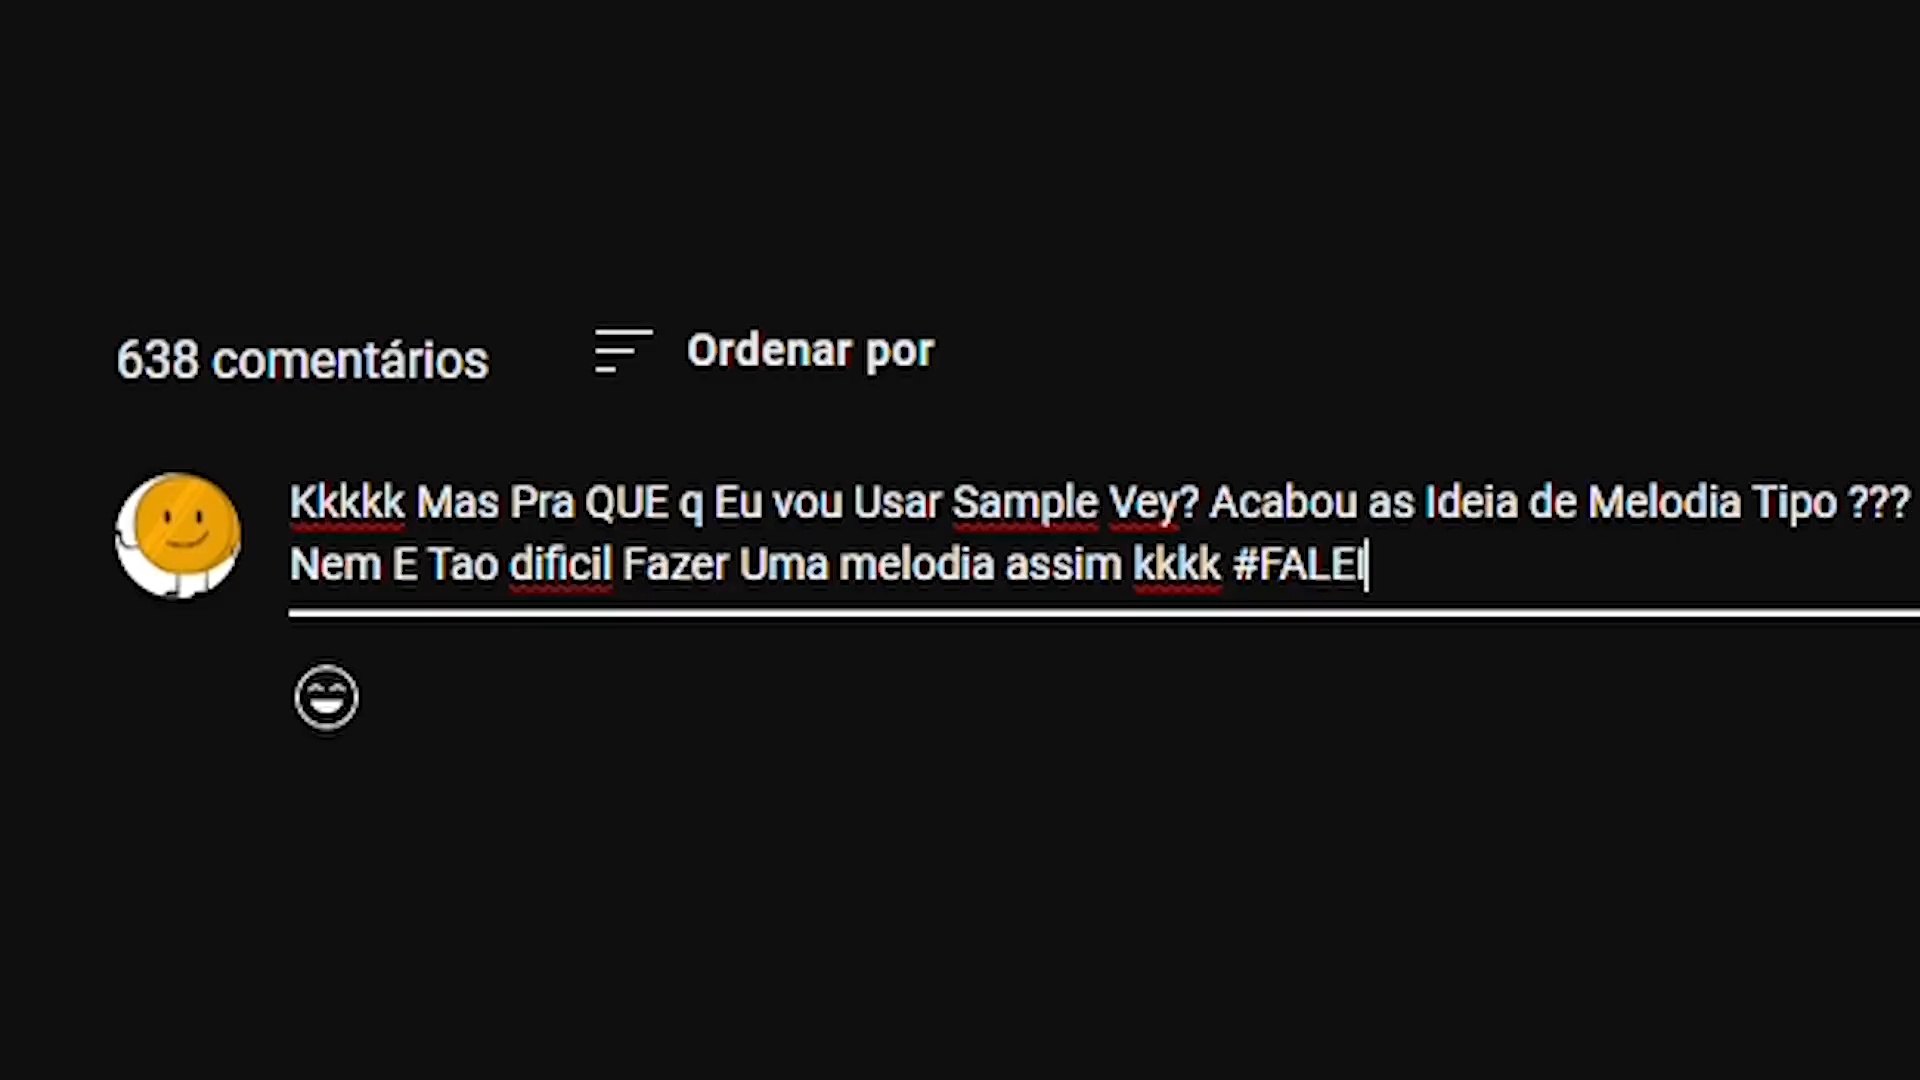 638 comentários
Ordenar por
Kkkkk Mas Pra QUE q Eu vou Usar Sample Vey? Acabou as Ideia de Melodia Tipo ???
Nem E Tao dificil Fazer Uma melodia assim kkkk #FALEI